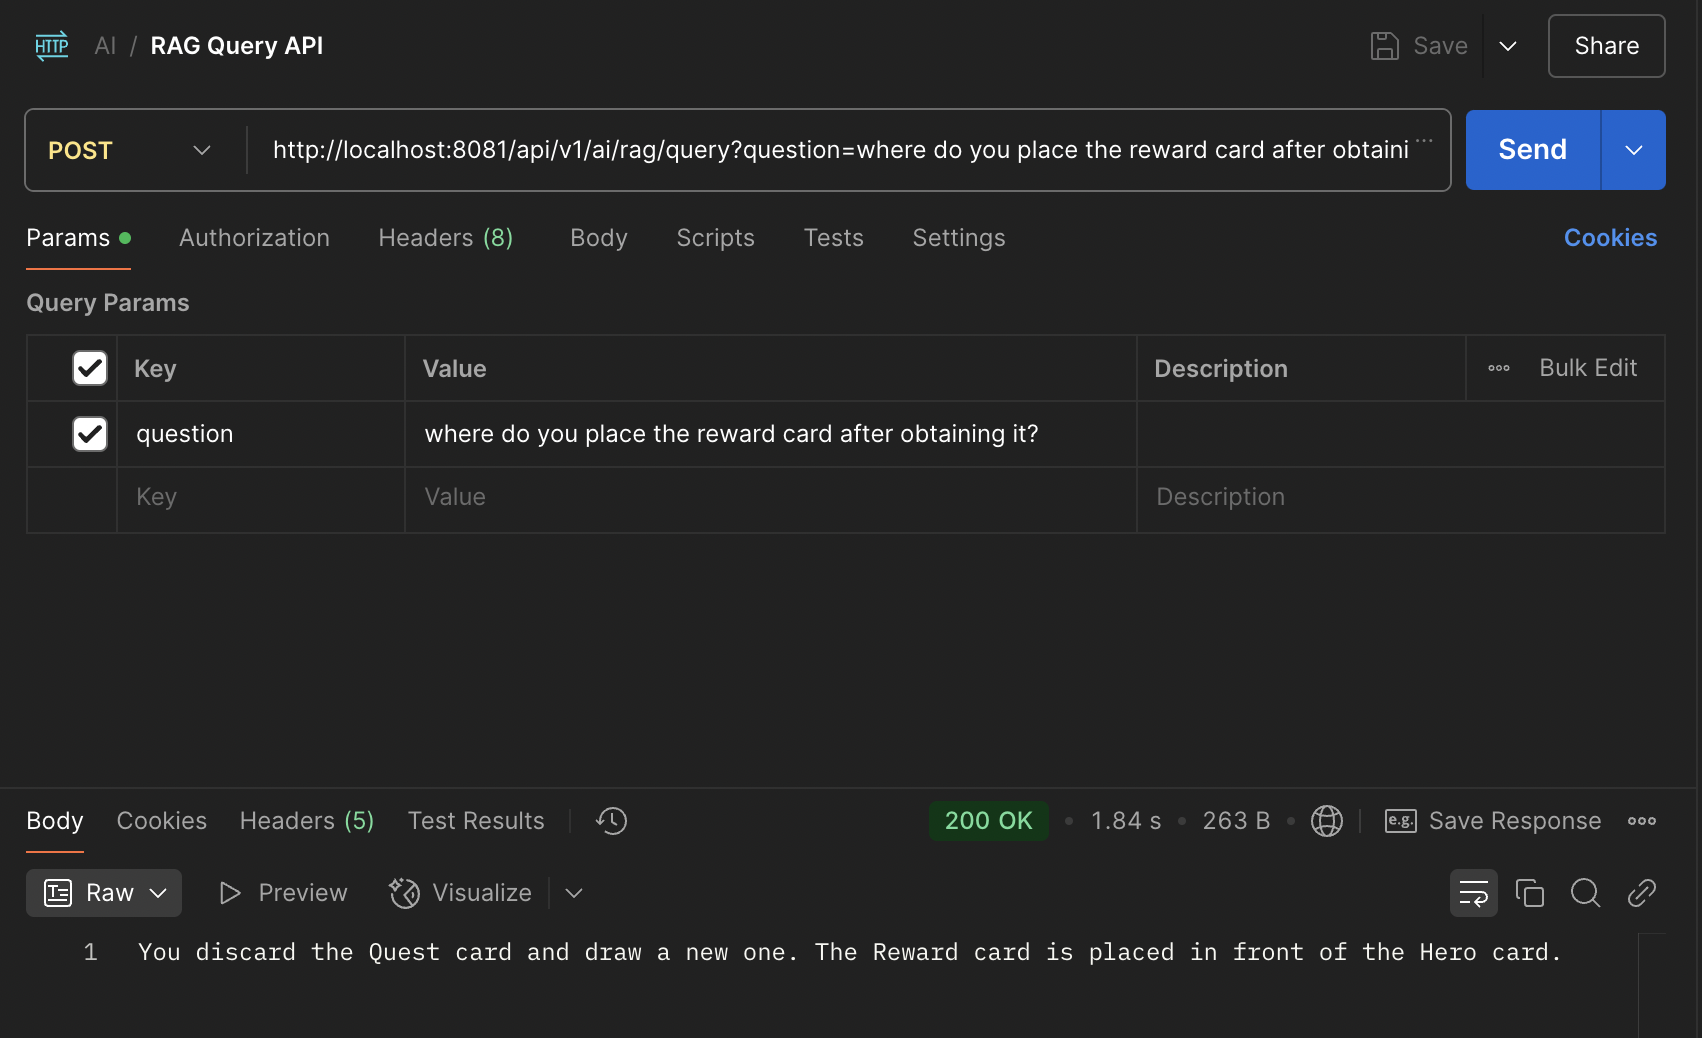 HTTP AI / RAG Query API Save Share
POST http://localhost:8081/api/v1/ai/rag/query?question=where do you place the reward card after obtaini ... Send
Params Authorization Headers (8) Body Scripts Tests Settings Cookies
Query Params
Key Value Description Bulk Edit
question where do you place the reward card after obtaining it?
Key Value Description
Body Cookies Headers (5) Test Results 200 OK • 1.84 s • 263 B • e.g. Save Response
Raw Preview Visualize
1 You discard the Quest card and draw a new one. The Reward card is placed in front of the Hero card.